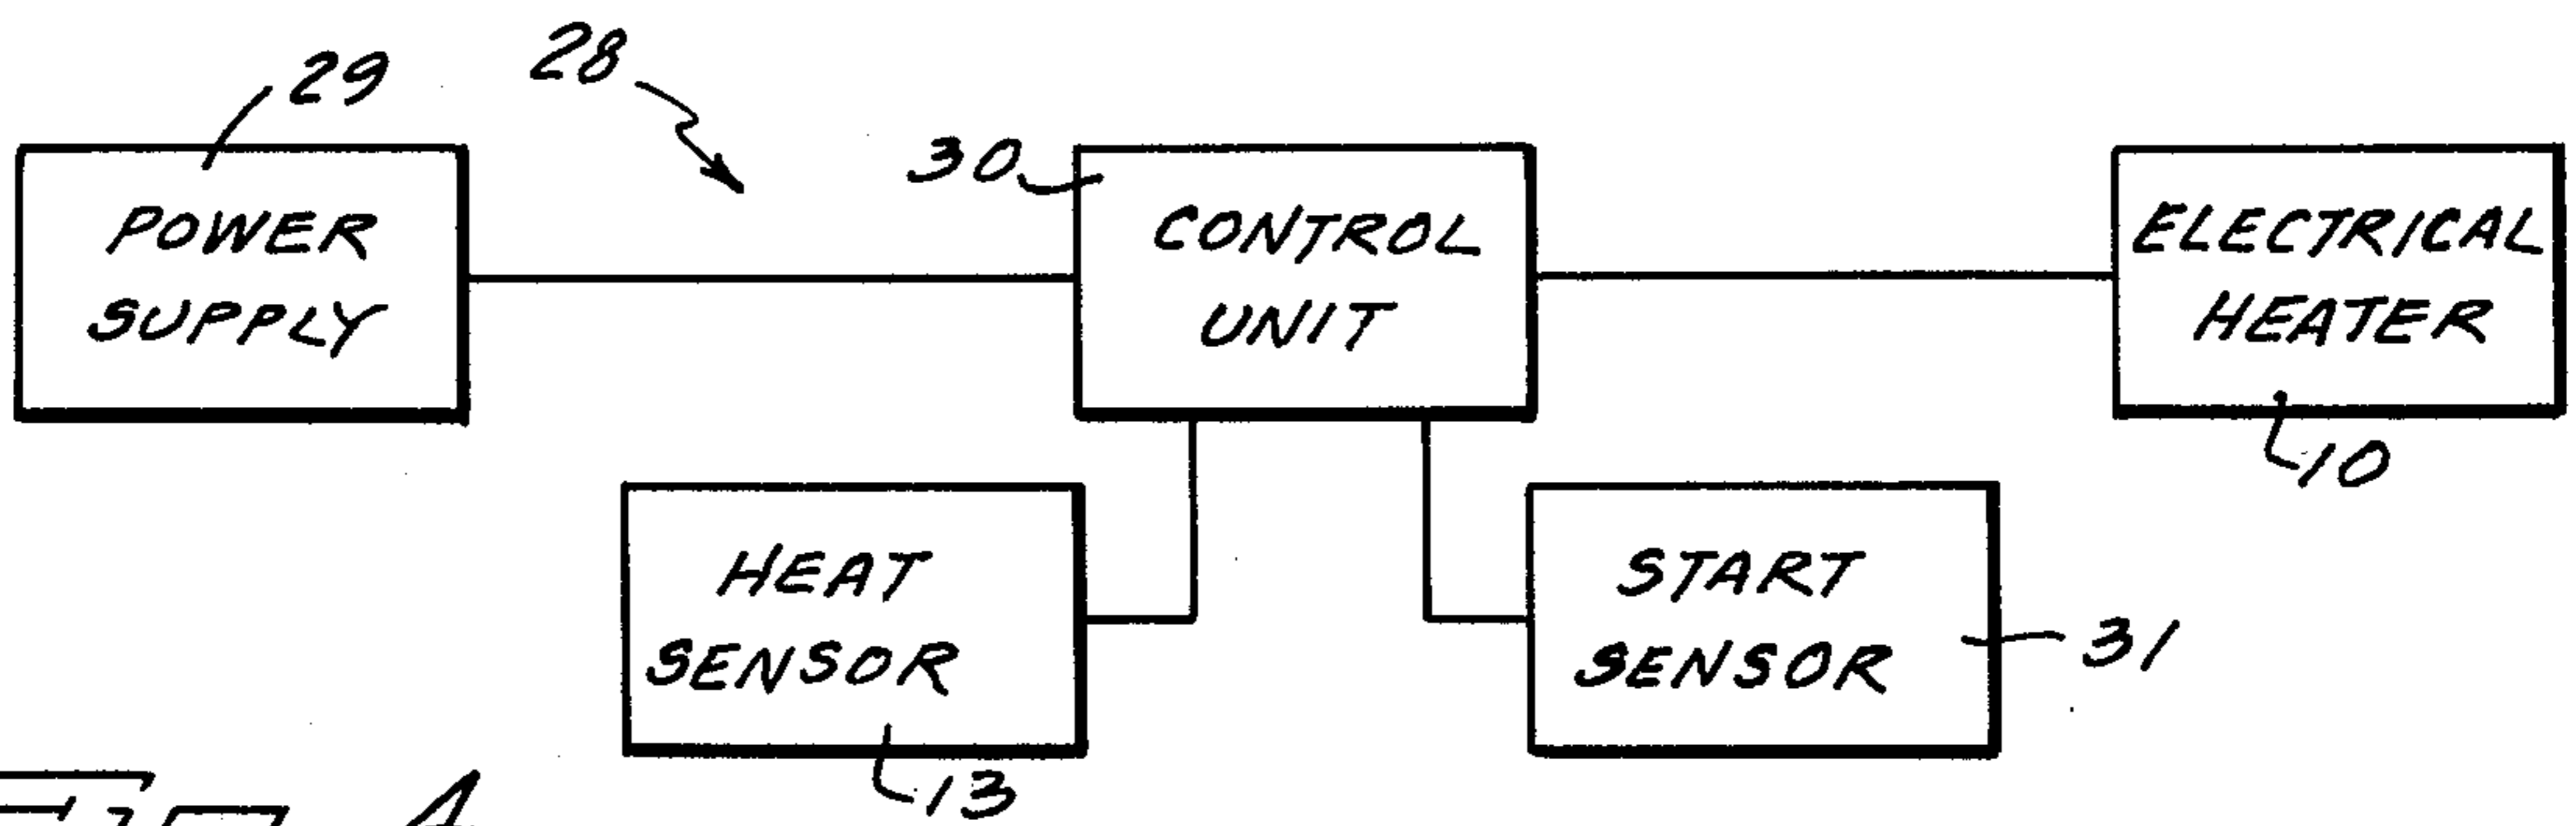 29
28
30
POWER
SUPPLY
CONTROL
UNIT
ELECTRICAL
HEATER
10
HEAT
SENSOR
13
START
SENSOR
31